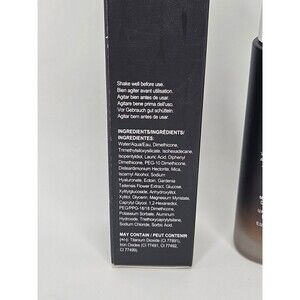 Shake well before use.
Bien agiter avant utilisation.
Agitar bien antes de usar.
Agitare bene prima dell'uso.
Vor Gebrauch gut schütteln
Agitar bem antes de usar.
INGREDIENTS/INGRÉDIENTS/
INGREDIENTES:
Water/Aqua/Eau, Dimethicone,
Trimethylsiloxysilicate, Isohexadecane,
Isopentyldiol, Lauric Acid, Diphenyl
Dimethicone, PEG-10 Dimethicone,
Disteardimonium Hectorite, Mica,
Isocetyl Alcohol, Sodium
Hyaluronate, Ectoin, Gardenia
Taitensis Flower Extract, Glucose,
Xylitylglucoside, Anhydroxylitol,
Xylitol, Glycerin, Magnesium Myristate,
Caprylyl Glycol, 1,2-Hexanediol,
PEG/PPG-18/18 Dimethicone,
Potassium Sorbate, Aluminum
Hydroxide, Triethoxycaprylylsilane,
Sodium Chloride, Sorbic Acid.
MAY CONTAIN / PEUT CONTENIR
(+/-): Titanium Dioxide (CI 77891),
Iron Oxides (CI 77491, CI 77492,
CI 77499).